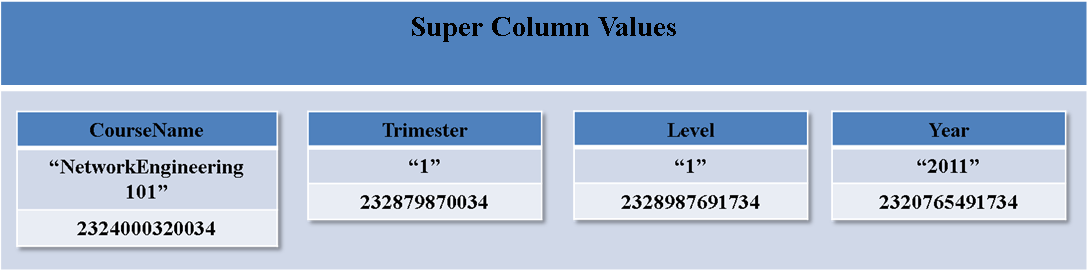 Super Column Values
CourseName
“NetworkEngineering
101”
2324000320034
Trimester
“1”
232879870034
Level
“1”
2328987691734
Year
“2011”
2320765491734